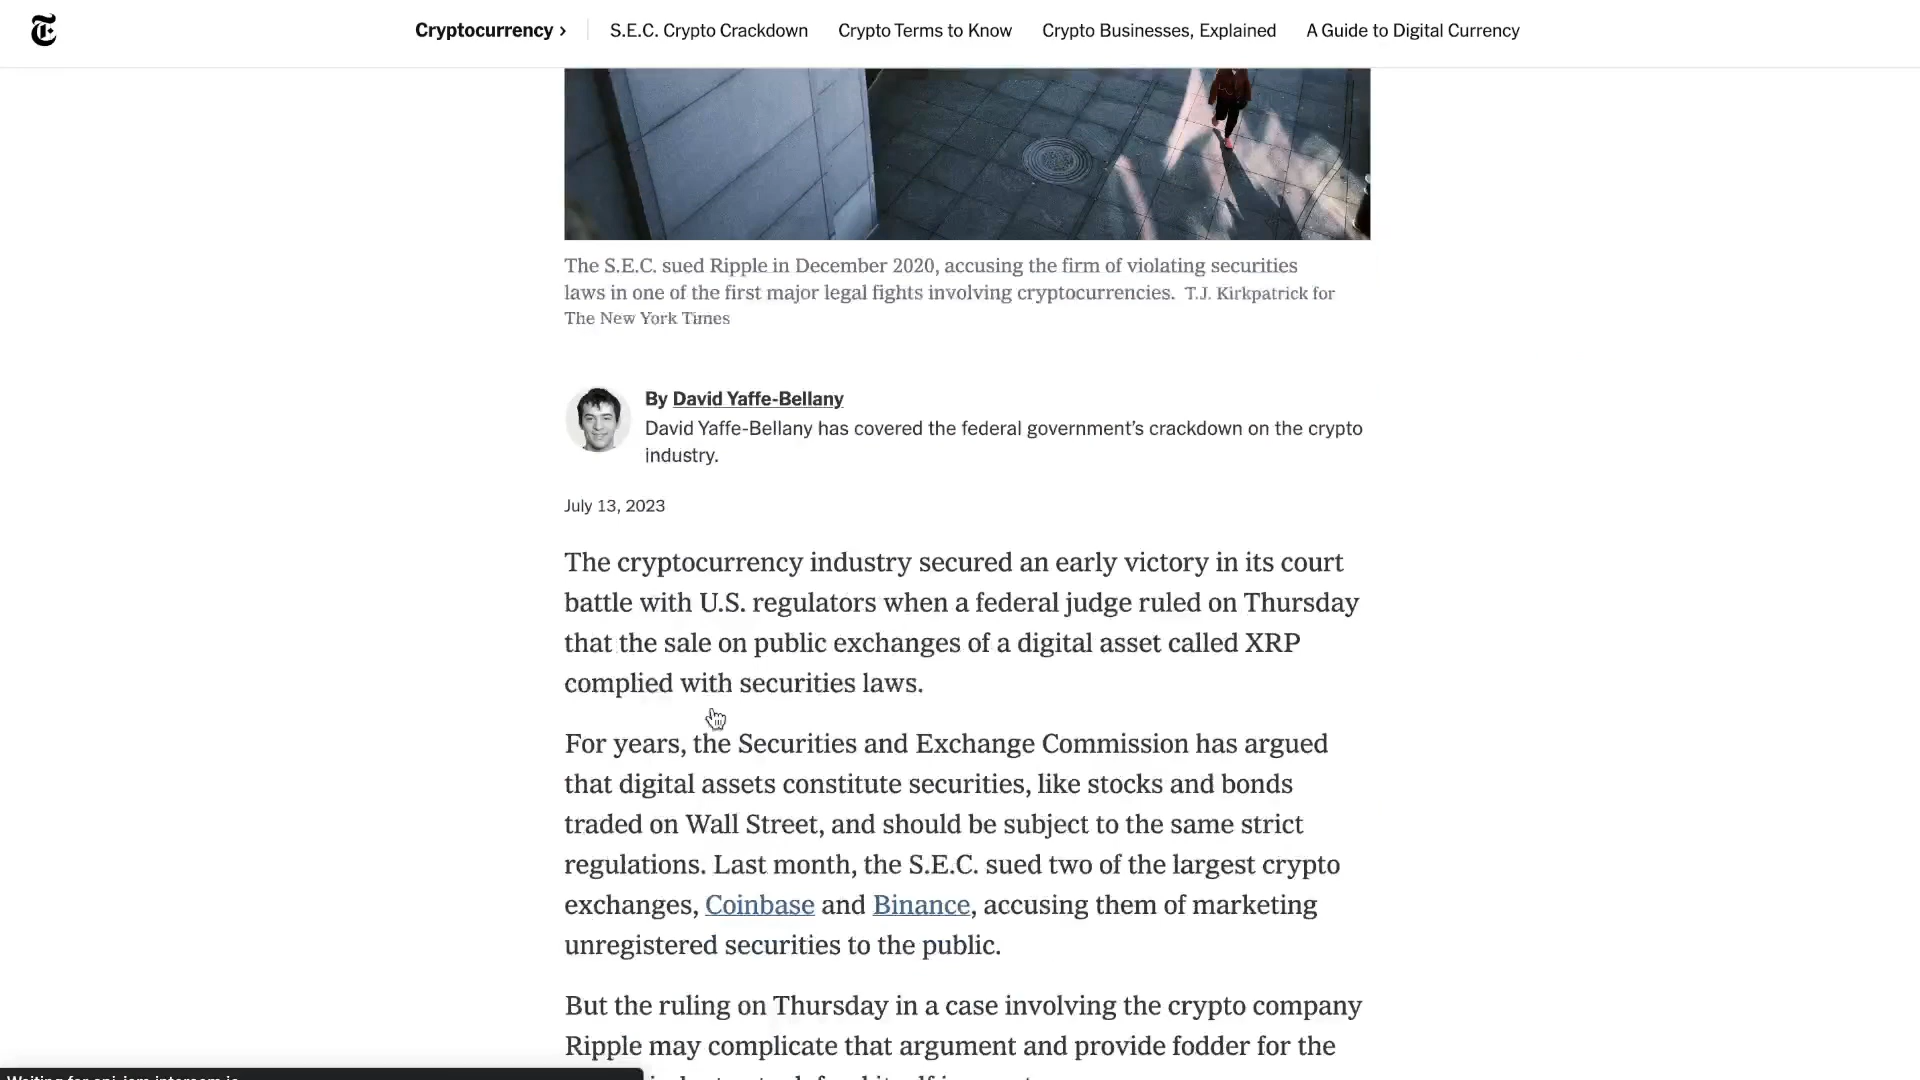 Cryptocurrency ›
S.E.C. Crypto Crackdown
Crypto Terms to Know
Crypto Businesses, Explained
A Guide to Digital Currency
The S.E.C. sued Ripple in December 2020, accusing the firm of violating securities
laws in one of the first major legal fights involving cryptocurrencies. T.J. Kirkpatrick for
The New York Times
By David Yaffe-Bellany
David Yaffe-Bellany has covered the federal government’s crackdown on the crypto
industry.
July 13, 2023
The cryptocurrency industry secured an early victory in its court
battle with U.S. regulators when a federal judge ruled on Thursday
that the sale on public exchanges of a digital asset called XRP
complied with securities laws.
For years, the Securities and Exchange Commission has argued
that digital assets constitute securities, like stocks and bonds
traded on Wall Street, and should be subject to the same strict
regulations. Last month, the S.E.C. sued two of the largest crypto
exchanges, Coinbase and Binance, accusing them of marketing
unregistered securities to the public.
But the ruling on Thursday in a case involving the crypto company
Ripple may complicate that argument and provide fodder for the